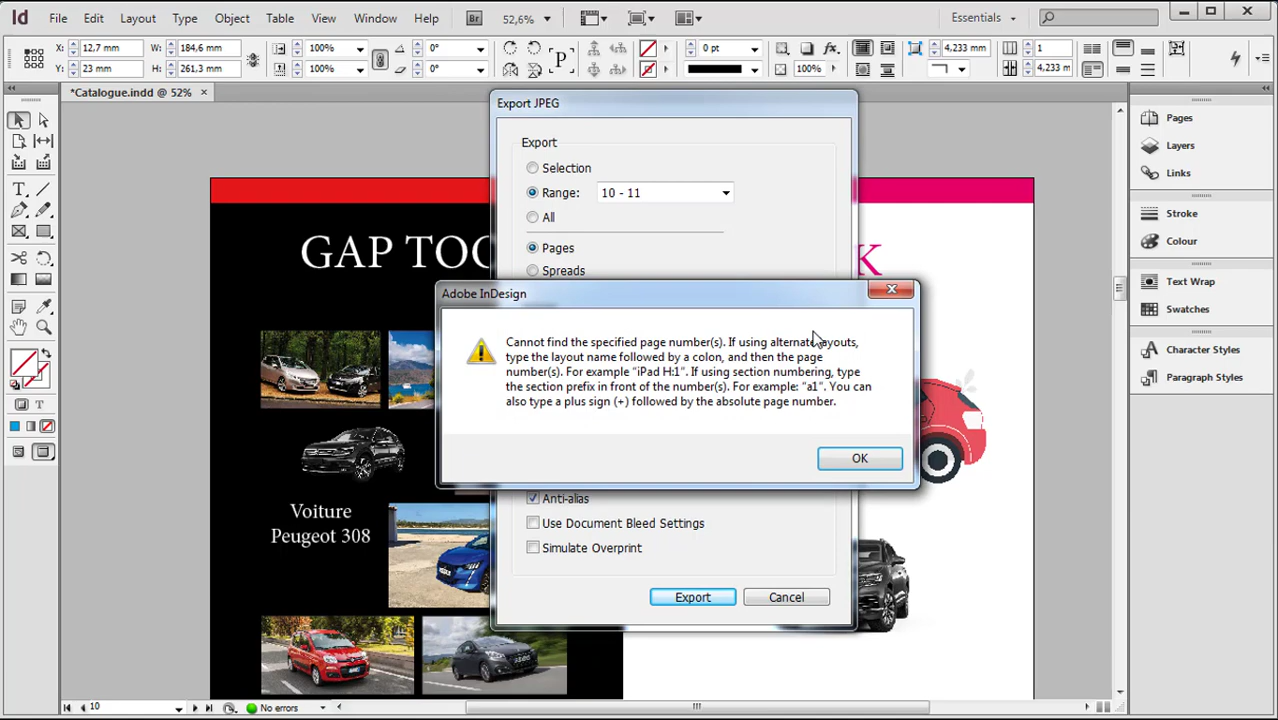 Id File Edit Layout Type Object Table View Window Help Br 52,6% Essentials
X: 12,7 mm W: 184,6 mm 100% 0° 0 pt fx. 4,233 mm 1
Y: 23 mm H: 261,3 mm 100% 0° P 100% 4,233 m
*Catalogue.indd @ 52% ×
Export JPEG
Export
Selection
Range: 10 - 11
All
Pages
Spreads
GAP TOO
K
Adobe InDesign
Cannot find the specified page number(s). If using alternate layouts,
type the layout name followed by a colon, and then the page
number(s). For example “iPad H:1”. If using section numbering, type
the section prefix in front of the number(s). For example: “a1”. You can
also type a plus sign (+) followed by the absolute page number.
OK
Voiture
Peugeot 308
Anti-alias
Use Document Bleed Settings
Simulate Overprint
Export Cancel
Pages
Layers
Links
Stroke
Colour
Text Wrap
Swatches
Character Styles
Paragraph Styles
10 No errors